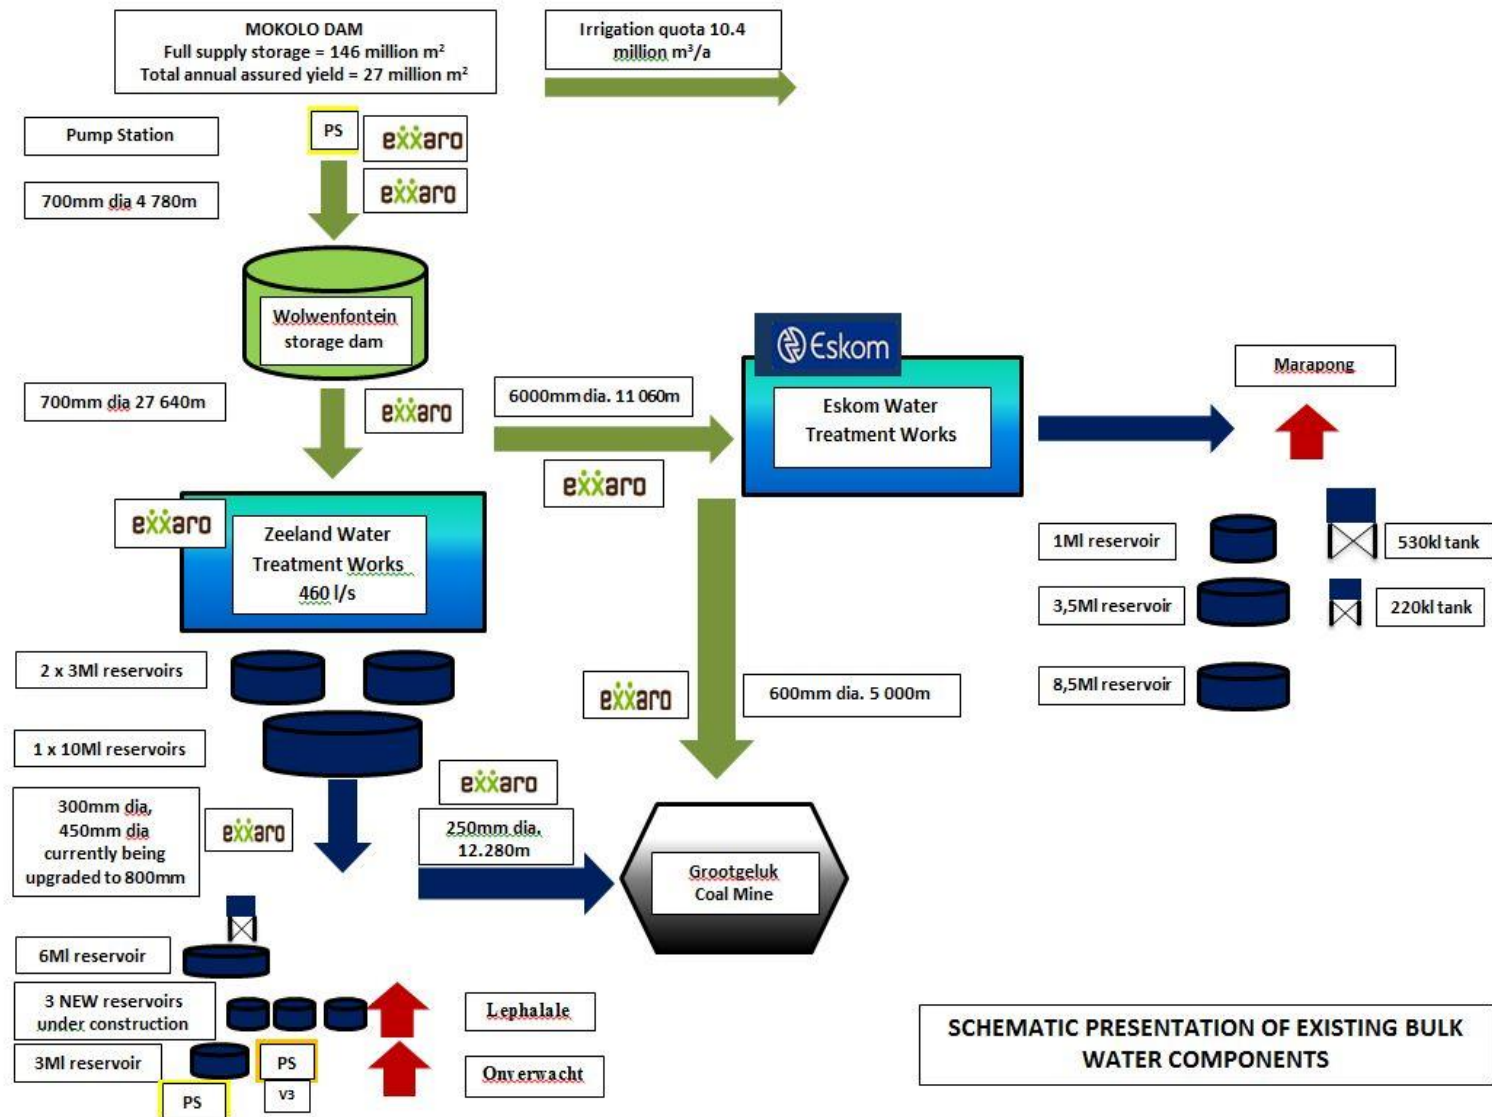 MOKOLO DAM
Full supply storage = 146 million m²
Total annual assured yield = 27 million m²
Irrigation quota 10.4
million m³/a
Pump Station
PS
exxaro
700mm dia 4 780m
exxaro
Wolwenfontein
storage dam
700mm dia 27 640m
exxaro
6000mm dia. 11 060m
exxaro
Eskom
Eskom Water
Treatment Works
Marapong
exxaro
Zeeland Water
Treatment Works
460 l/s
1Ml reservoir
530kl tank
3,5Ml reservoir
220kl tank
8,5Ml reservoir
2 x 3Ml reservoirs
exxaro
600mm dia. 5 000m
1 x 10Ml reservoirs
300mm dia,
450mm dia
currently being
upgraded to 800mm
exxaro
exxaro
250mm dia.
12.280m
Grootgeluk
Coal Mine
6Ml reservoir
3 NEW reservoirs
under construction
Lephalale
3Ml reservoir
PS
V3
PS
Onverwacht
SCHEMATIC PRESENTATION OF EXISTING BULK
WATER COMPONENTS